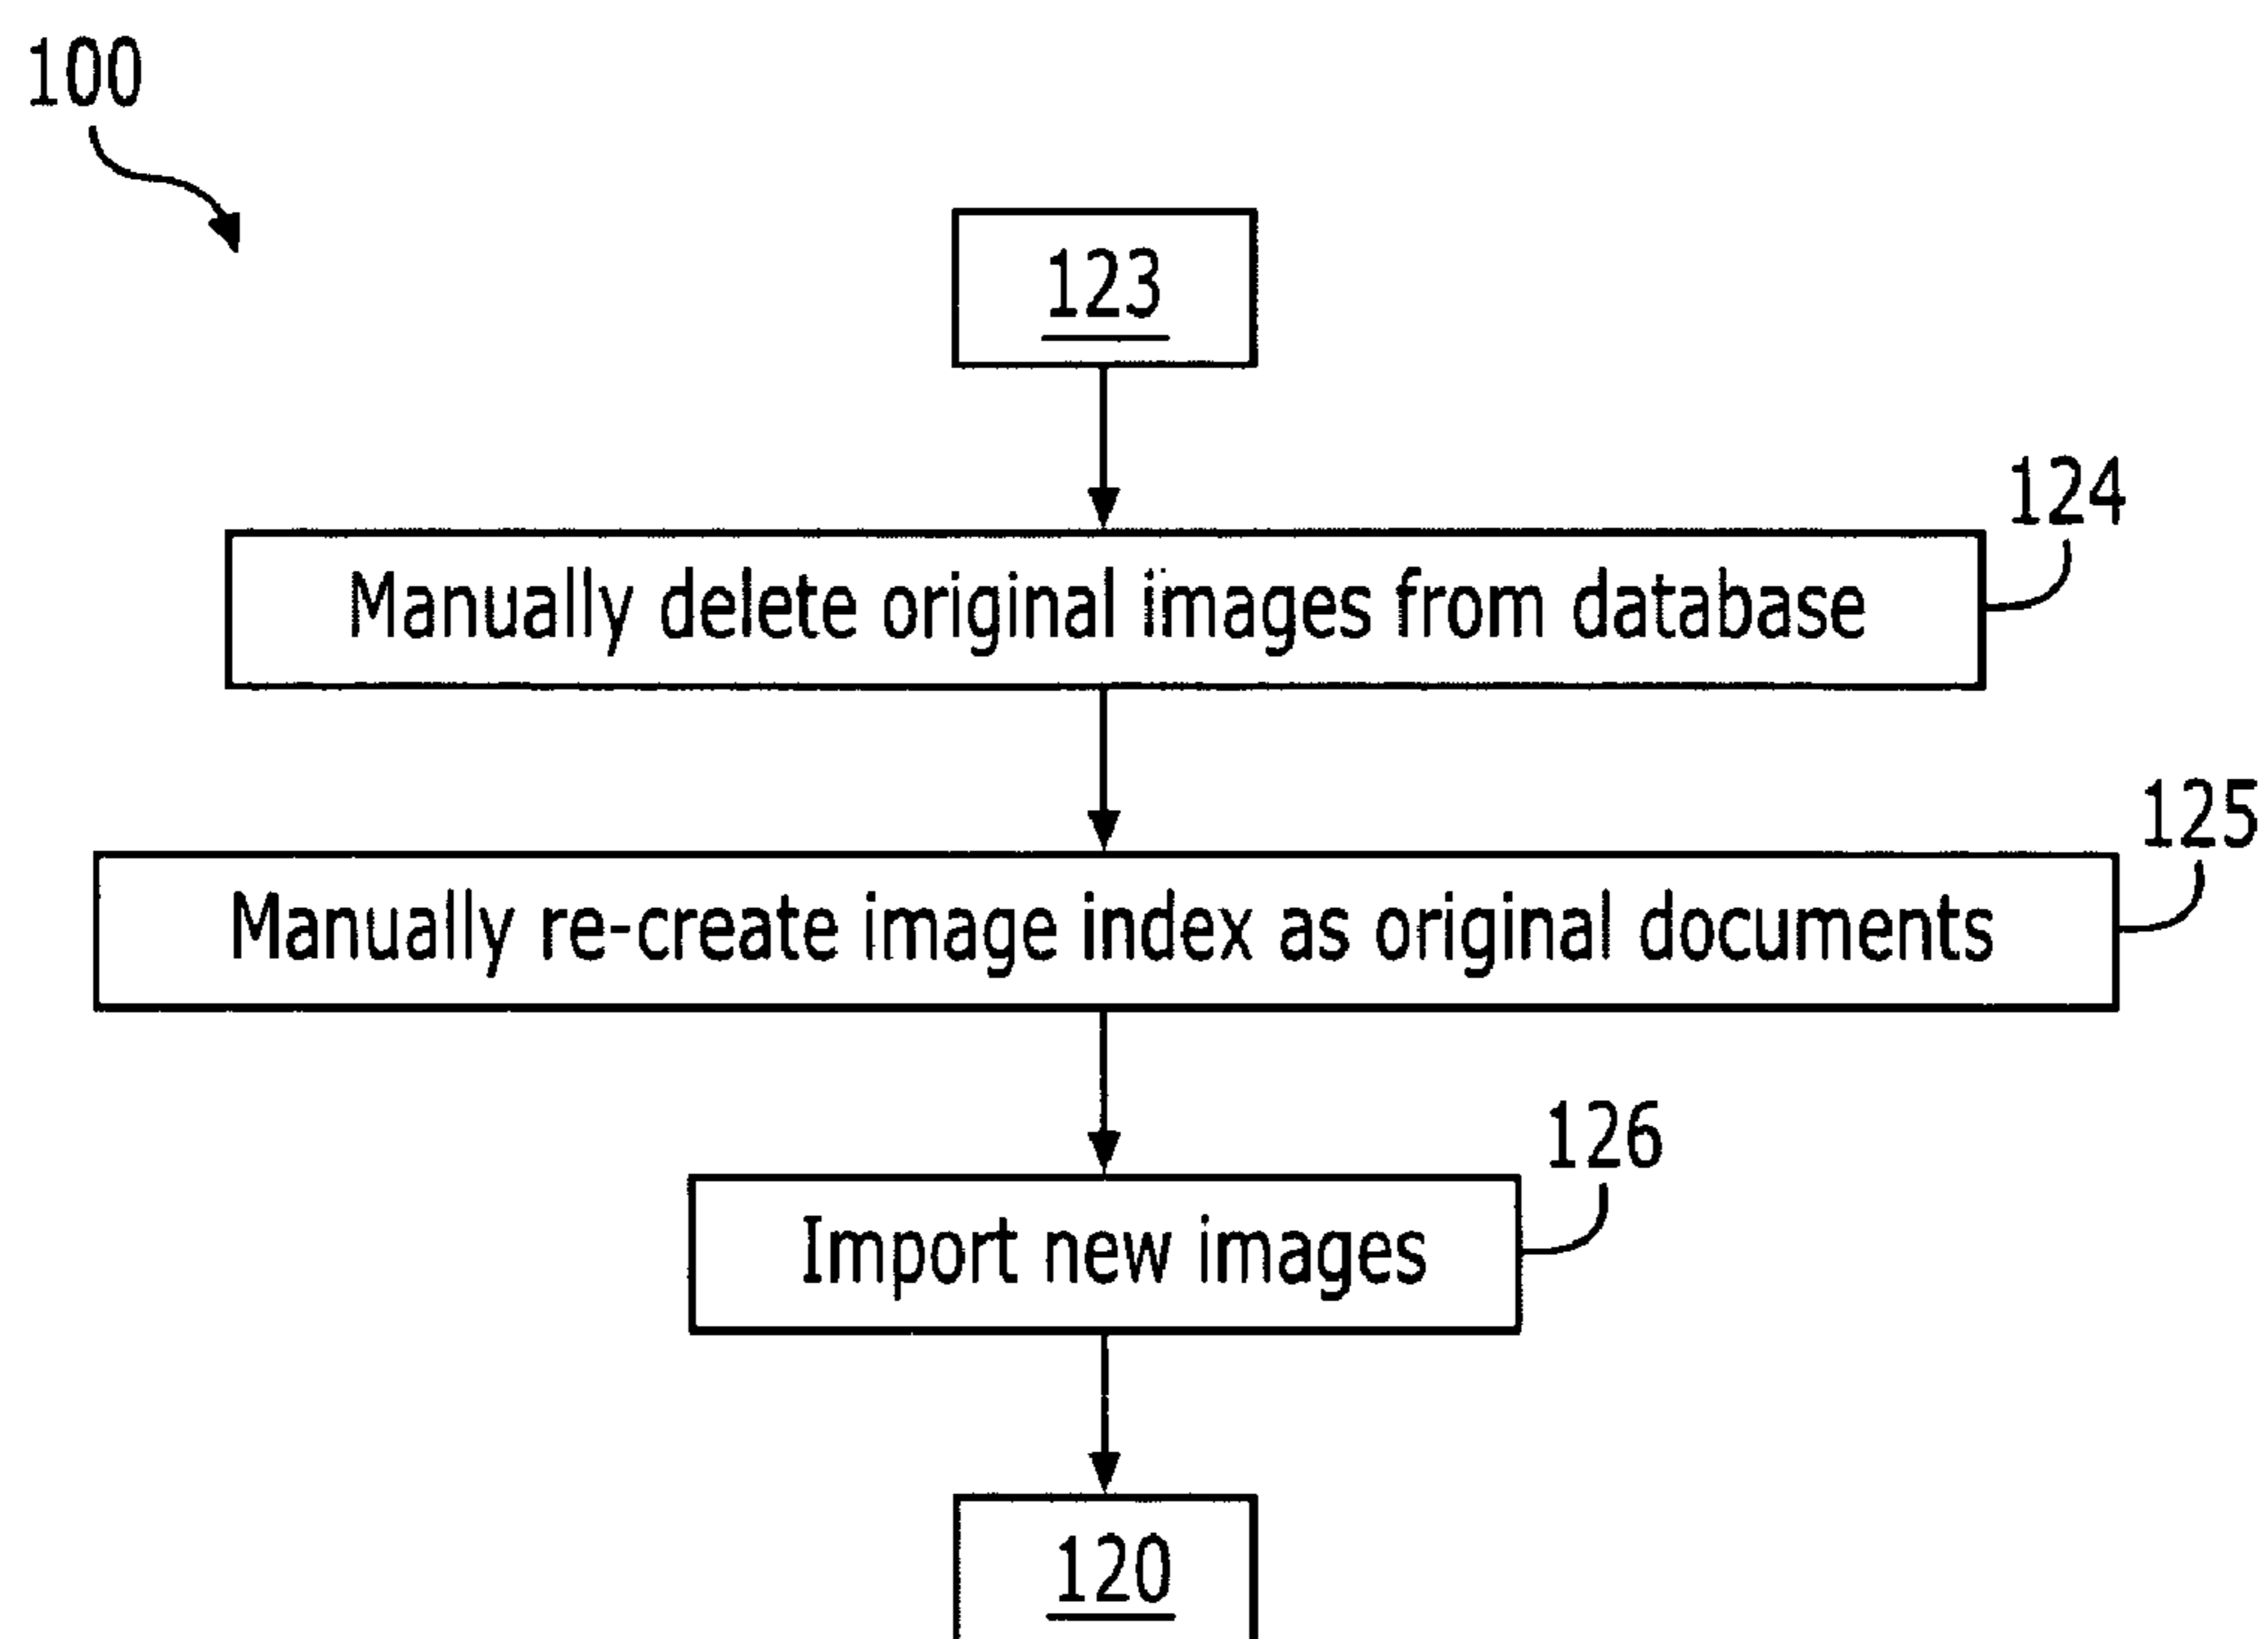 100
123
124
Manually delete original images from database
125
Manually re-create image index as original documents
126
Import new images
120